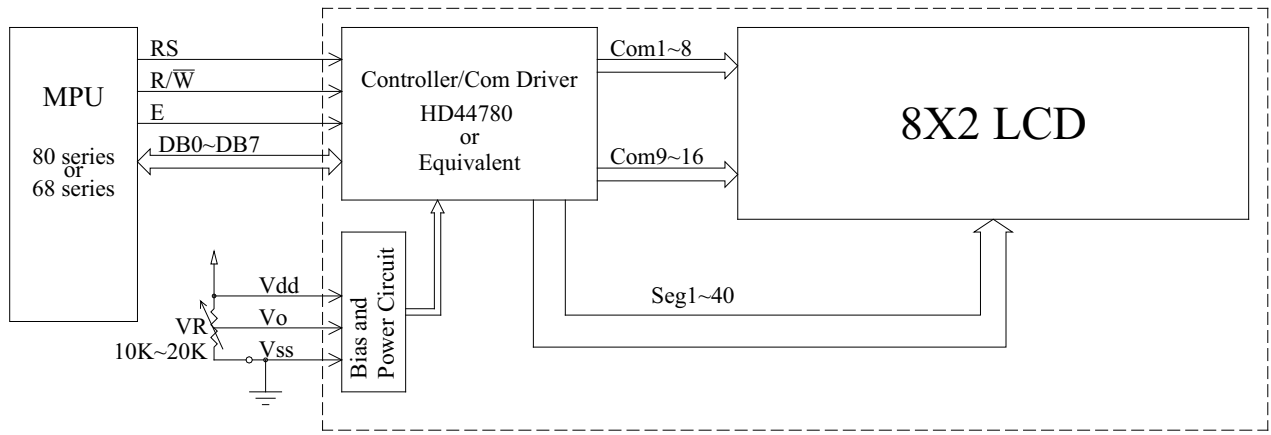 MPU
80 series
or
68 series
RS
R/W̅
E
DB0~DB7
Controller/Com Driver
HD44780
or
Equivalent
Com1~8
Com9~16
8X2 LCD
Seg1~40
Vdd
Vo
Vss
VR
10K~20K
Bias and
Power Circuit